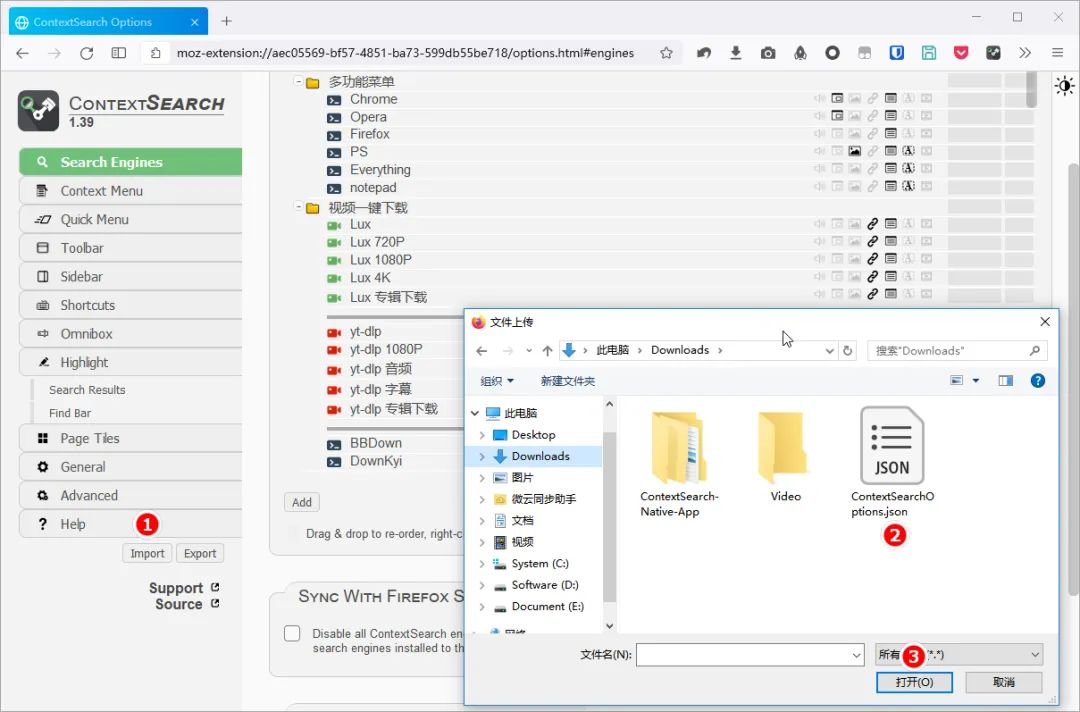 ContextSearch Options
moz-extension://aec05569-bf57-4851-ba73-599db55be718/options.html#engines
CONTEXTSEARCH
1.39
Search Engines
Context Menu
Quick Menu
Toolbar
Sidebar
Shortcuts
Omnibox
Highlight
Search Results
Find Bar
Page Tiles
General
Advanced
Help
1
Import
Export
Support
Source
多功能菜单
Chrome
Opera
Firefox
PS
Everything
notepad
视频一键下载
Lux
Lux 720P
Lux 1080P
Lux 4K
Lux 专辑下载
yt-dlp
yt-dlp 1080P
yt-dlp 音频
yt-dlp 字幕
yt-dlp 专辑下载
BBDown
DownKyi
Add
Drag & drop to re-order, right-c
SYNC WITH FIREFOX S
Disable all ContextSearch en
search engines installed to th
文件上传
此电脑
Downloads
搜索"Downloads"
组织
新建文件夹
此电脑
Desktop
Downloads
图片
微云同步助手
文档
视频
System (C:)
Software (D:)
Document (E:)
ContextSearch-
Native-App
Video
JSON
ContextSearchO
ptions.json
2
文件名(N):
所有
3
(*.*)
打开(O)
取消